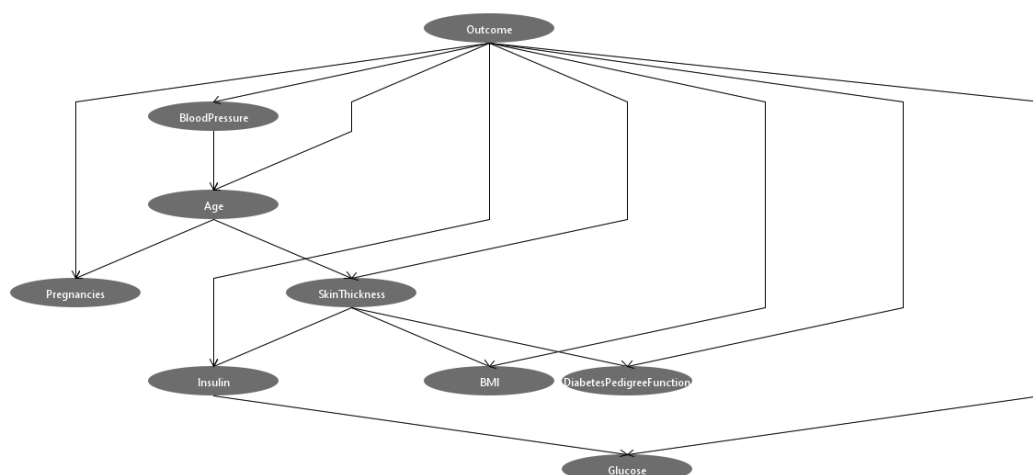 Outcome
BloodPressure
Age
Pregnancies
SkinThickness
Insulin
BMI
DiabetesPedigreeFunction
Glucose